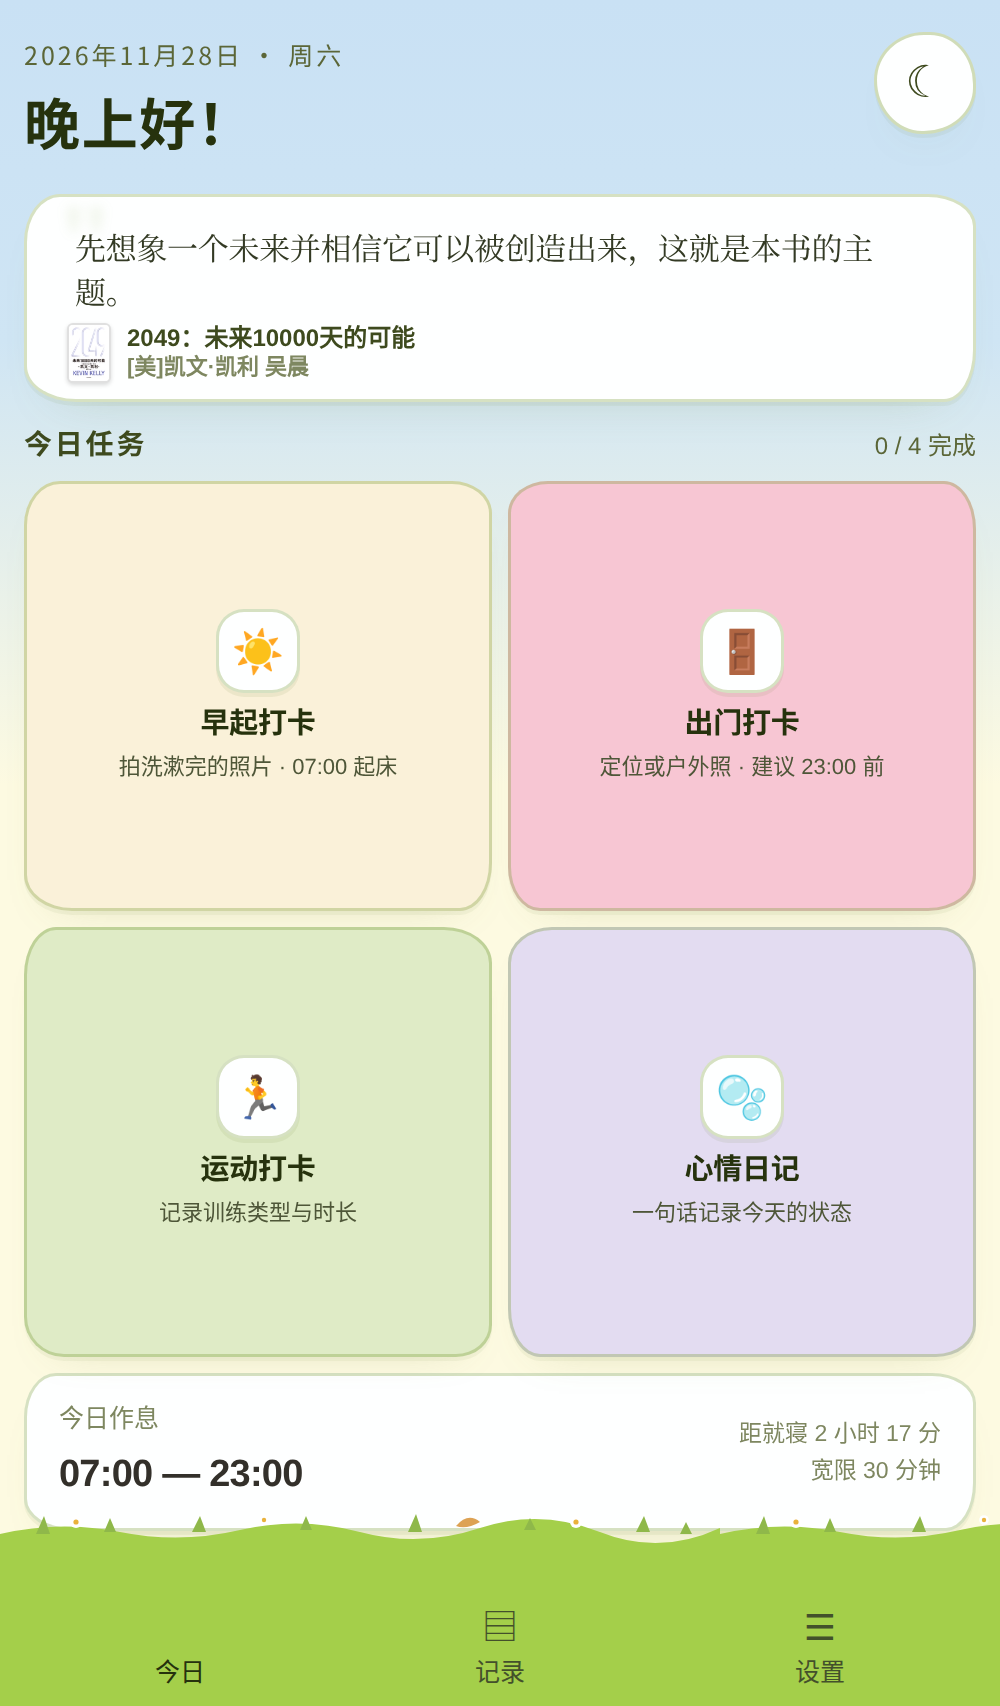 2026年11月28日 · 周六
晚上好！
先想象一个未来并相信它可以被创造出来，这就是本书的主
题。
2049：未来10000天的可能
[美]凯文·凯利 吴晨
2049
KEVIN KELLY
今日任务
0 / 4 完成
早起打卡
拍洗漱完的照片 · 07:00 起床
出门打卡
定位或户外照 · 建议 23:00 前
运动打卡
记录训练类型与时长
心情日记
一句话记录今天的状态
今日作息
07:00 — 23:00
距就寝 2 小时 17 分
宽限 30 分钟
今日
记录
设置